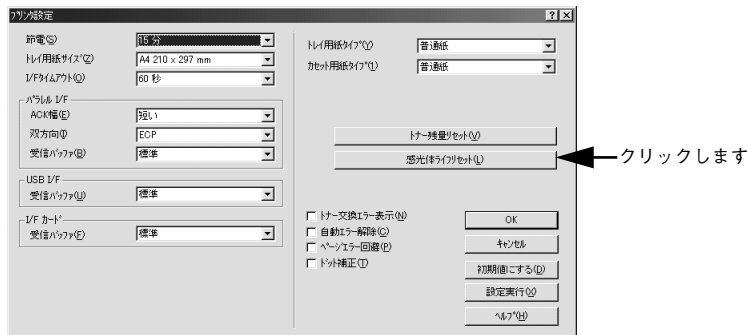 プリンタ設定
節電(S)
15 分
トレイ用紙サイズ(Z)
A4 210 x 297 mm
I/Fタイムアウト(O)
60 秒
パラレル I/F
ACK幅(E)
短い
双方向(I)
ECP
受信バッファ(B)
標準
USB I/F
受信バッファ(U)
標準
I/F カード
受信バッファ(F)
標準
トレイ用紙タイプ(Y)
普通紙
カセット用紙タイプ(1)
普通紙
トナー残量リセット(V)
感光体ライフリセット(L)
クリックします
トナー交換エラー表示(N)
自動エラー解除(C)
ページエラー回避(P)
ドット補正(T)
OK
キャンセル
初期値にする(D)
設定実行(X)
ヘルプ(H)